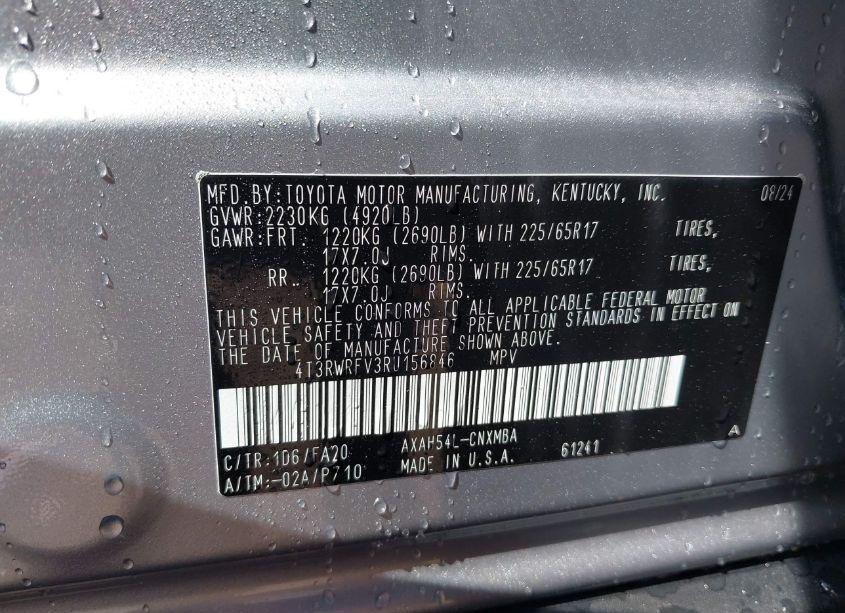 MFD.BY:TOYOTA MOTOR MANUFACTURING, KENTUCKY, INC. 08/24
GVWR:2230KG (4920LB)
GAWR:FRT. 1220KG (2690LB) WITH 225/65R17 TIRES,
17X7.0J RIMS.
RR.. 1220KG (2690LB) WITH 225/65R17 TIRES,
17X7.0J RIMS.
THIS VEHICLE CONFORMS TO ALL APPLICABLE FEDERAL MOTOR
VEHICLE SAFETY AND THEFT PREVENTION STANDARDS IN EFFECT ON
THE DATE OF MANUFACTURE SHOWN ABOVE.
4T3RWRFV3RU156846 MPV
C/TR:1D6/FA20 AXAH54L-CNXMBA A
A/TM:-02A/P710 MADE IN U.S.A. 61241